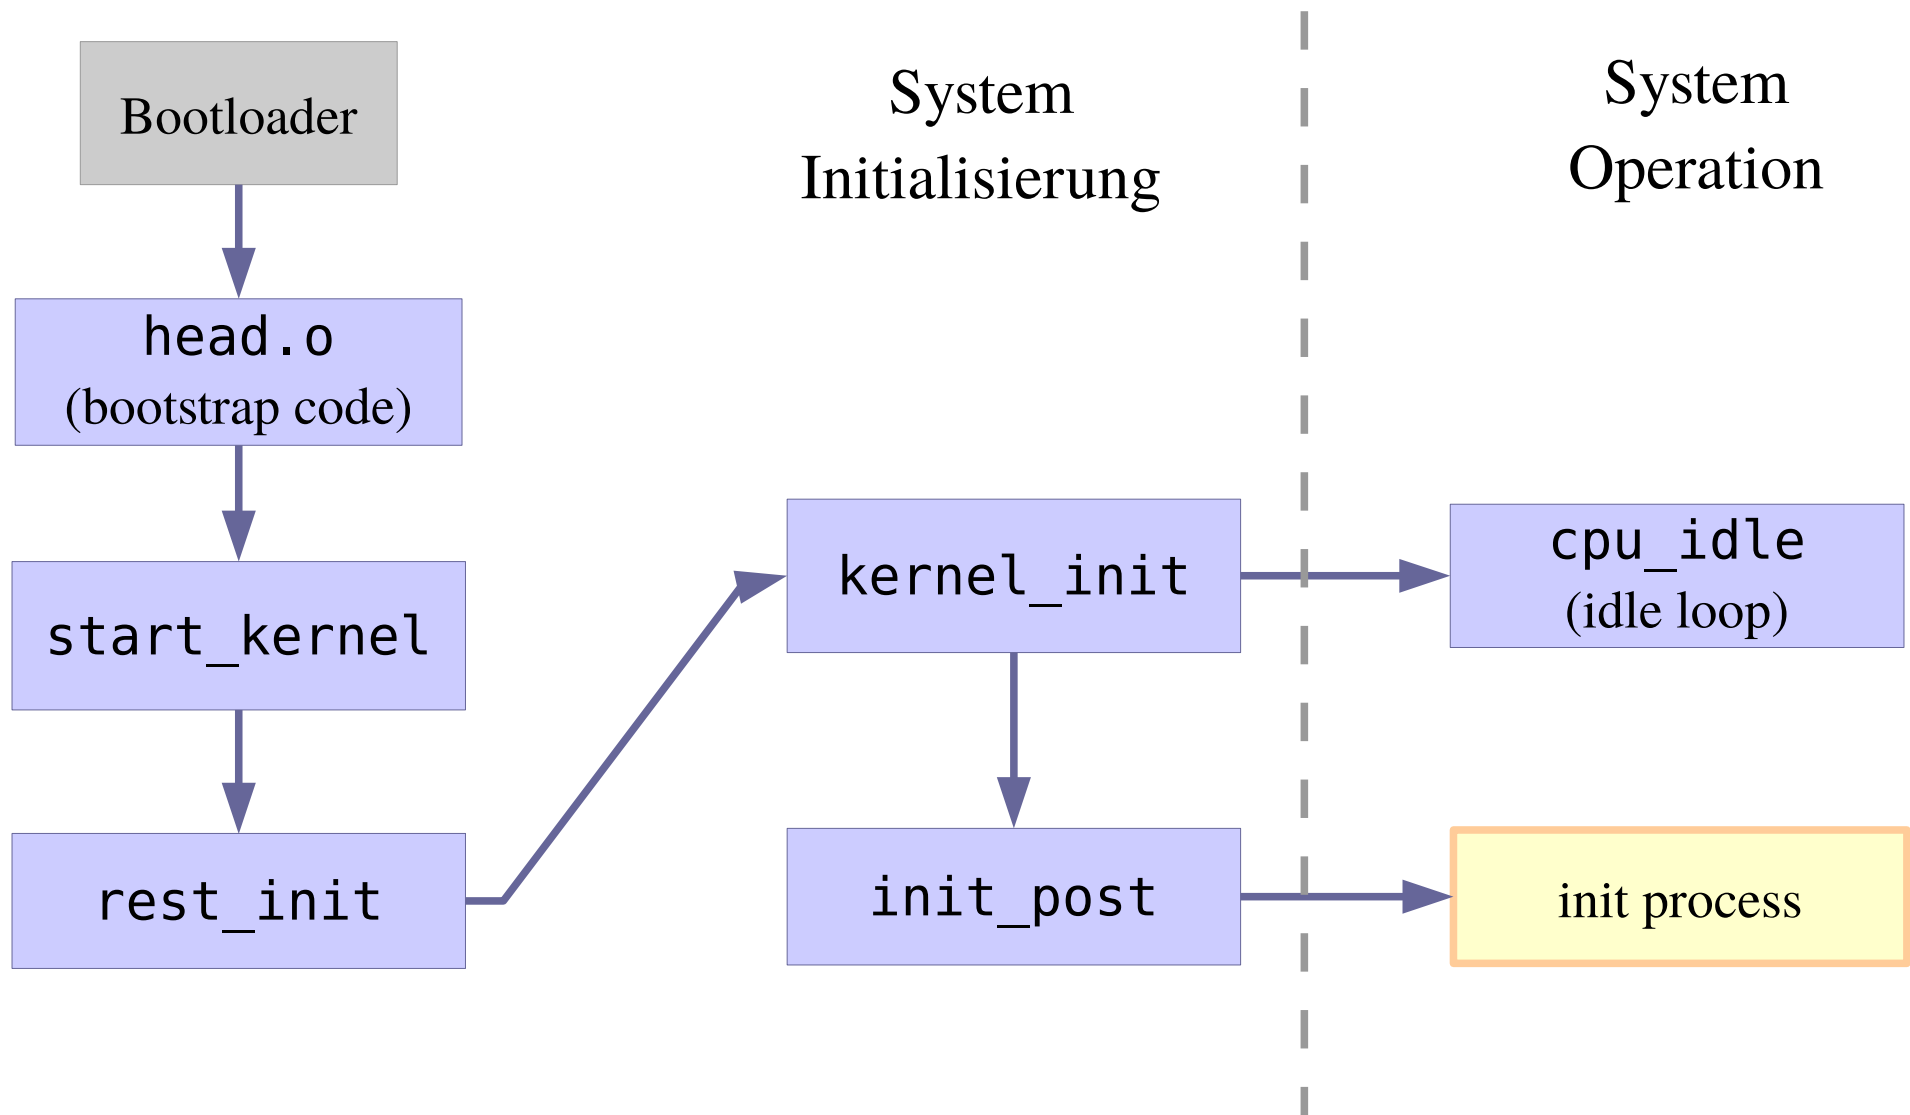 Bootloader
head.o
(bootstrap code)
start_kernel
rest_init
System
Initialisierung
kernel_init
init_post
System
Operation
cpu_idle
(idle loop)
init process